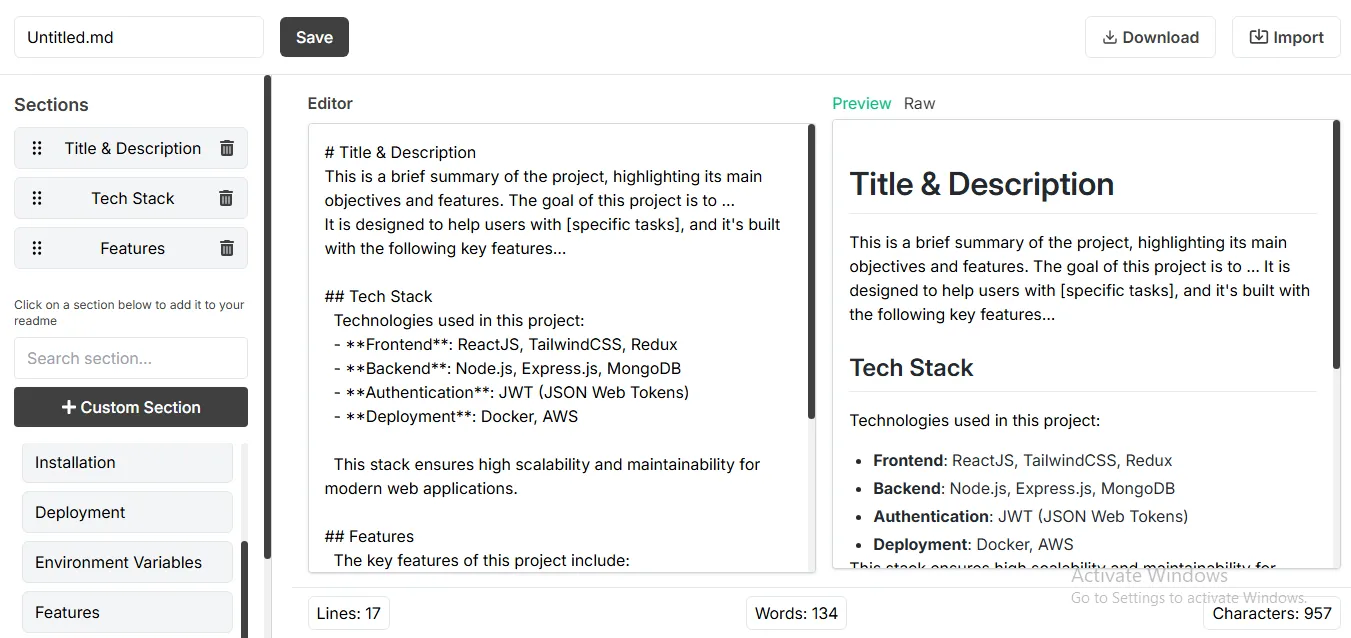 Untitled.md
Save
Download
Import
Sections
Title & Description
Tech Stack
Features
Click on a section below to add it to your
readme
Search section...
Custom Section
Installation
Deployment
Environment Variables
Features
Editor
# Title & Description
This is a brief summary of the project, highlighting its main
objectives and features. The goal of this project is to ...
It is designed to help users with [specific tasks], and it's built
with the following key features...
## Tech Stack
Technologies used in this project:
- **Frontend**: ReactJS, TailwindCSS, Redux
- **Backend**: Node.js, Express.js, MongoDB
- **Authentication**: JWT (JSON Web Tokens)
- **Deployment**: Docker, AWS
This stack ensures high scalability and maintainability for
modern web applications.
## Features
The key features of this project include:
Preview Raw
Title & Description
This is a brief summary of the project, highlighting its main
objectives and features. The goal of this project is to ... It is
designed to help users with [specific tasks], and it's built with
the following key features...
Tech Stack
Technologies used in this project:
• Frontend: ReactJS, TailwindCSS, Redux
• Backend: Node.js, Express.js, MongoDB
• Authentication: JWT (JSON Web Tokens)
• Deployment: Docker, AWS
This stack ensures high scalability and maintainability for
Activate Windows
Go to Settings to activate Windows.
Lines: 17
Words: 134
Characters: 957